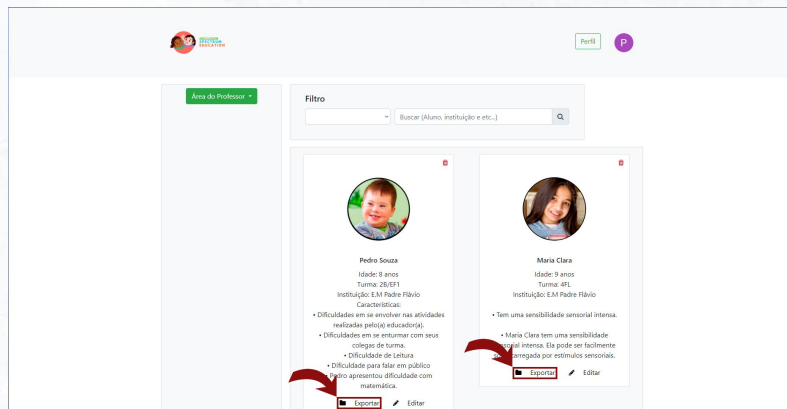 INCLUSION
SPECTRUM
EDUCATION
Perfil
P
Área do Professor
Filtro
Buscar (Aluno, instituição e etc...)
Pedro Souza
Idade: 8 anos
Turma: 2B/EF1
Instituição: E.M Padre Flávio
Características:
• Dificuldades em se envolver nas atividades
realizadas pelo(a) educador(a).
• Dificuldades em se enturmar com seus
colegas de turma.
• Dificuldade de Leitura
• Dificuldade para falar em público
Pedro apresentou dificuldade com
matemática.
Exportar
Editar
Maria Clara
Idade: 9 anos
Turma: 4FL
Instituição: E.M Padre Flávio
• Tem uma sensibilidade sensorial intensa.
• Maria Clara tem uma sensibilidade
sensorial intensa. Ela pode ser facilmente
carregada por estímulos sensoriais.
Exportar
Editar